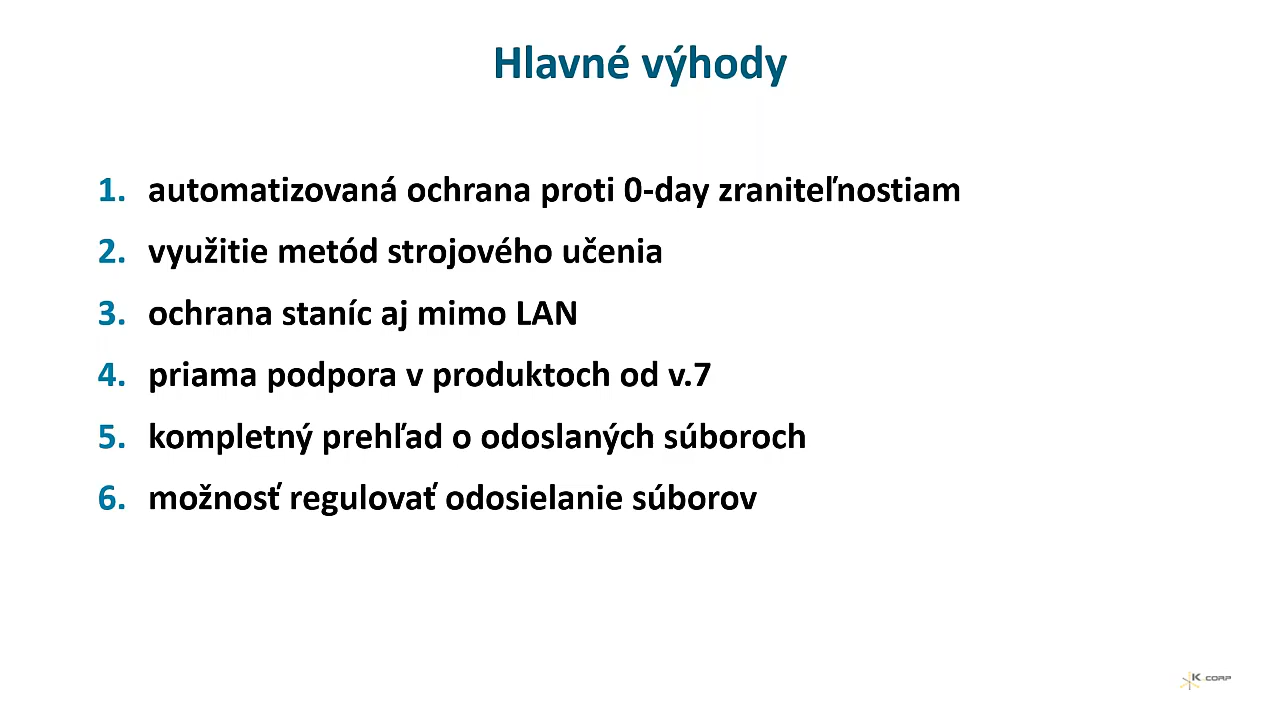 Hlavné výhody
1. automatizovaná ochrana proti 0-day zraniteľnostiam
2. využitie metód strojového učenia
3. ochrana staníc aj mimo LAN
4. priama podpora v produktoch od v.7
5. kompletný prehľad o odoslaných súboroch
6. možnosť regulovať odosielanie súborov
K CORP